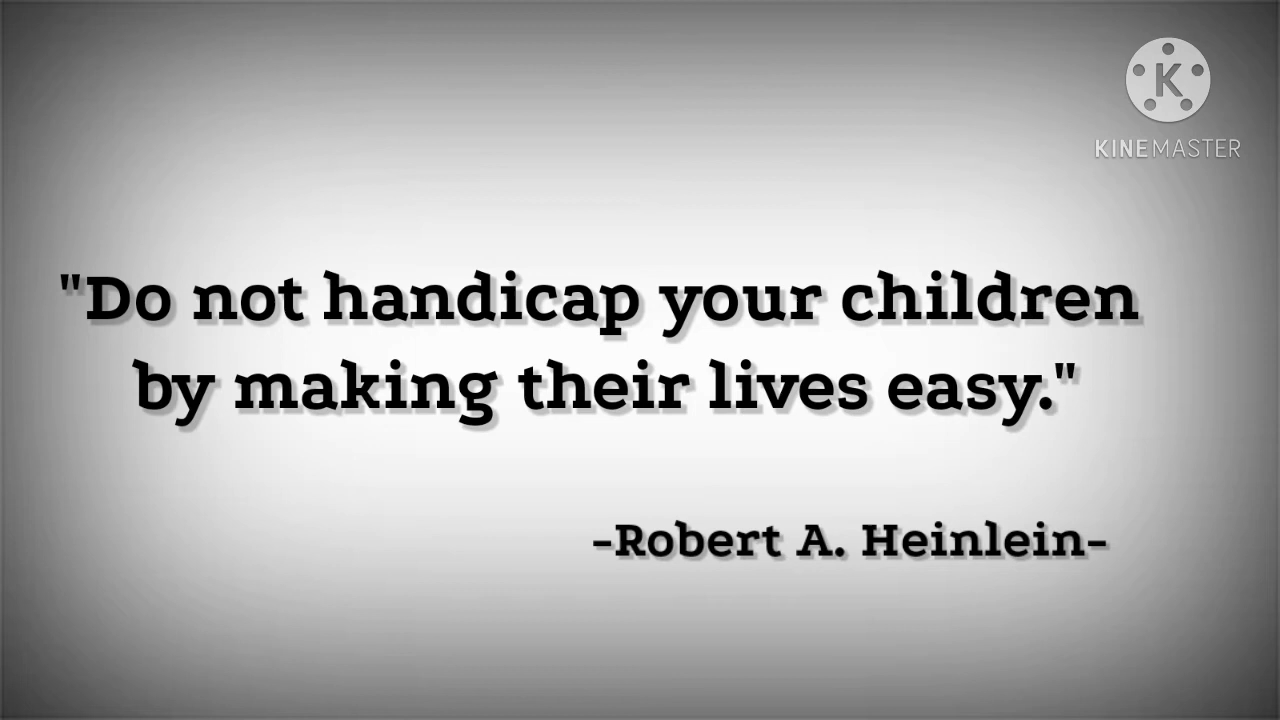 K
KINEMASTER
"Do not handicap your children
by making their lives easy."
-Robert A. Heinlein-